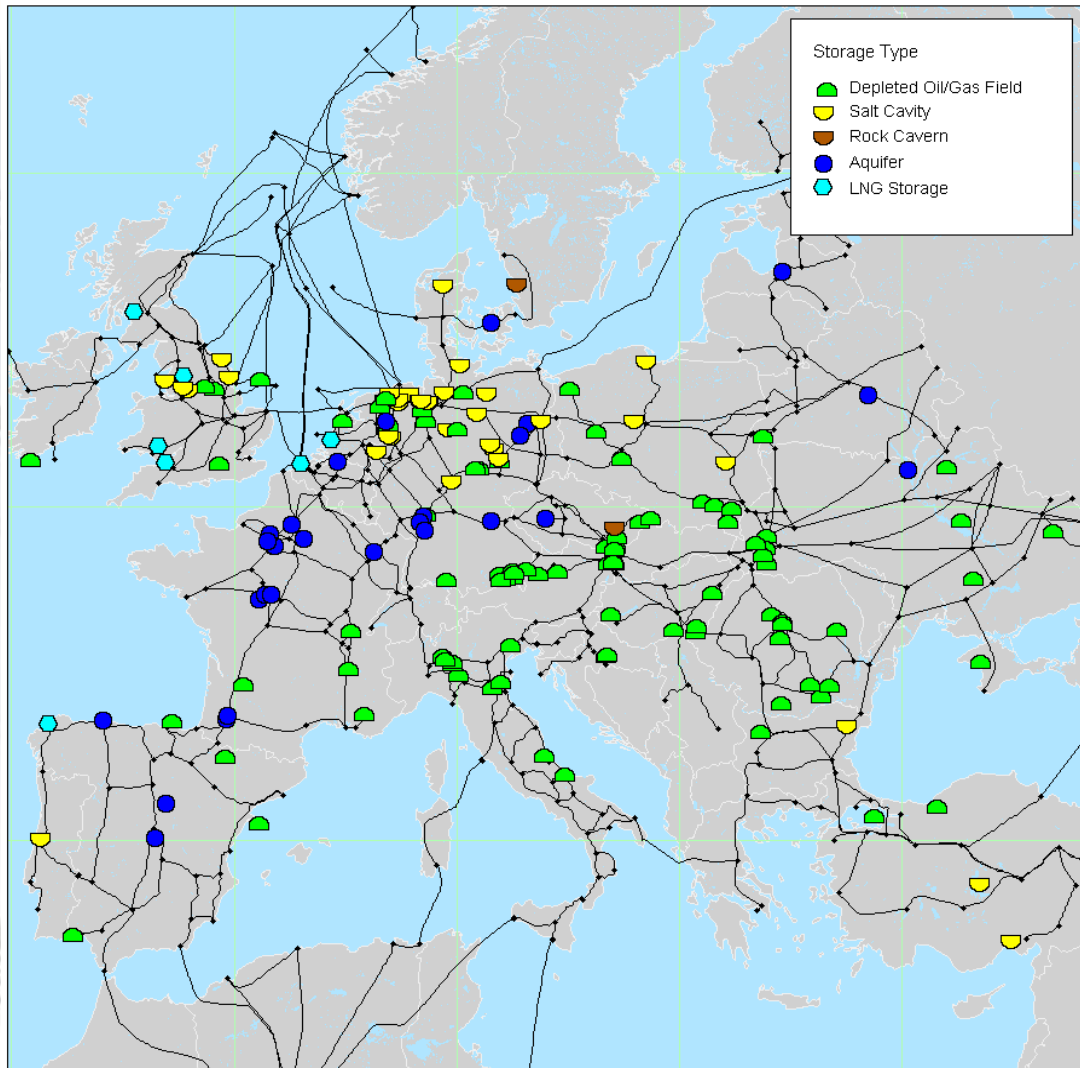 Storage Type
Depleted Oil/Gas Field
Salt Cavity
Rock Cavern
Aquifer
LNG Storage